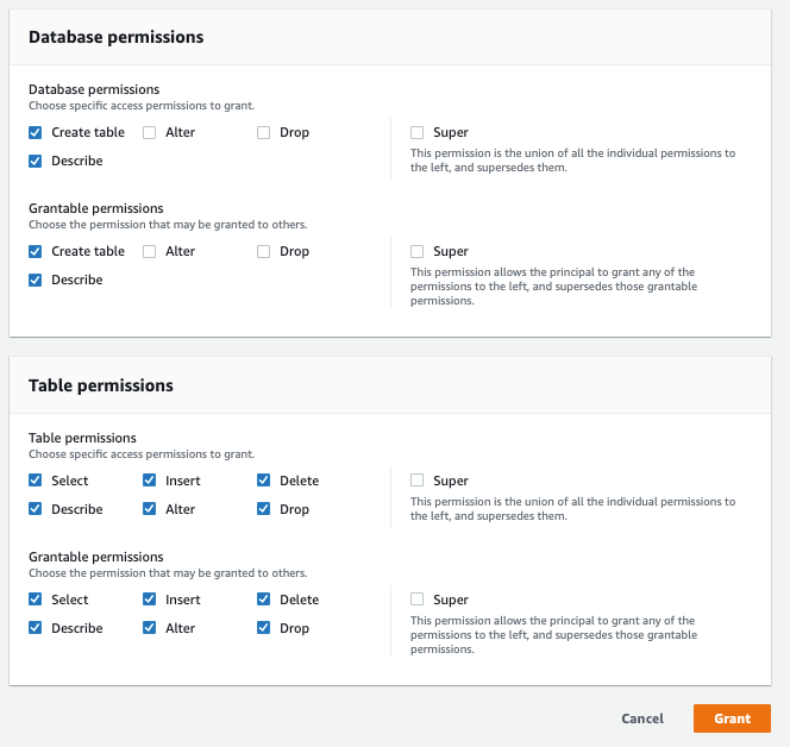 Database permissions
Database permissions
Choose specific access permissions to grant.
Create table Alter Drop
Describe
Super
This permission is the union of all the individual permissions to
the left, and supersedes them.
Grantable permissions
Choose the permission that may be granted to others.
Create table Alter Drop
Describe
Super
This permission allows the principal to grant any of the
permissions to the left, and supersedes those grantable
permissions.
Table permissions
Table permissions
Choose specific access permissions to grant.
Select Insert Delete
Describe Alter Drop
Super
This permission is the union of all the individual permissions to
the left, and supersedes them.
Grantable permissions
Choose the permission that may be granted to others.
Select Insert Delete
Describe Alter Drop
Super
This permission allows the principal to grant any of the
permissions to the left, and supersedes those grantable
permissions.
Cancel Grant